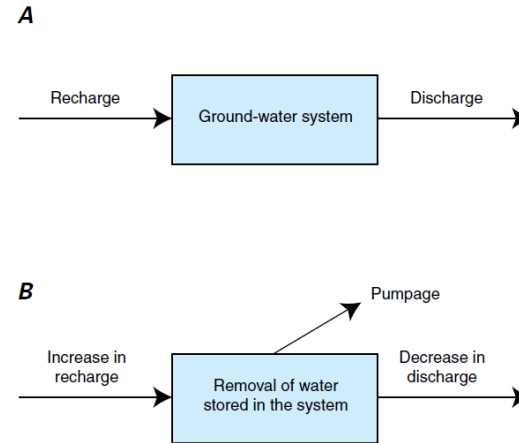 A
Recharge
Ground-water system
Discharge
B
Pumpage
Increase in
recharge
Removal of water
stored in the system
Decrease in
discharge